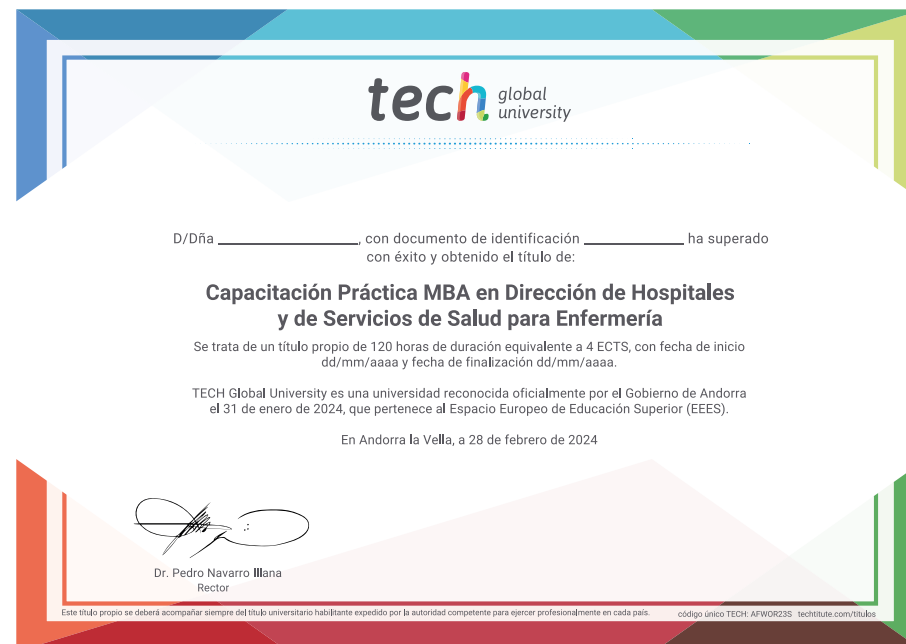 tech global university
D/Dña ______________, con documento de identificación __________ ha superado
con éxito y obtenido el título de:
Capacitación Práctica MBA en Dirección de Hospitales
y de Servicios de Salud para Enfermería
Se trata de un título propio de 120 horas de duración equivalente a 4 ECTS, con fecha de inicio
dd/mm/aaaa y fecha de finalización dd/mm/aaaa.
TECH Global University es una universidad reconocida oficialmente por el Gobierno de Andorra
el 31 de enero de 2024, que pertenece al Espacio Europeo de Educación Superior (EEES).
En Andorra la Vella, a 28 de febrero de 2024
Dr. Pedro Navarro Illana
Rector
Este título propio se deberá acompañar siempre del título universitario habilitante expedido por la autoridad competente para ejercer profesionalmente en cada país.
código único TECH: AFWOR23S techtitute.com/titulos